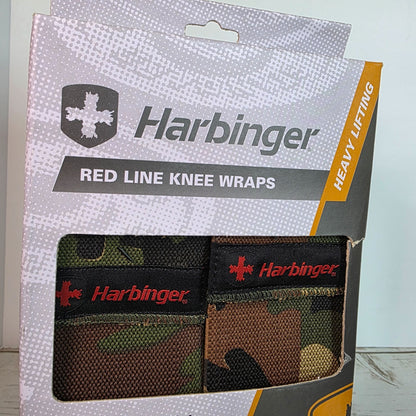 Harbinger
RED LINE KNEE WRAPS
HEAVY LIFTING
Harbinger
Harbinger